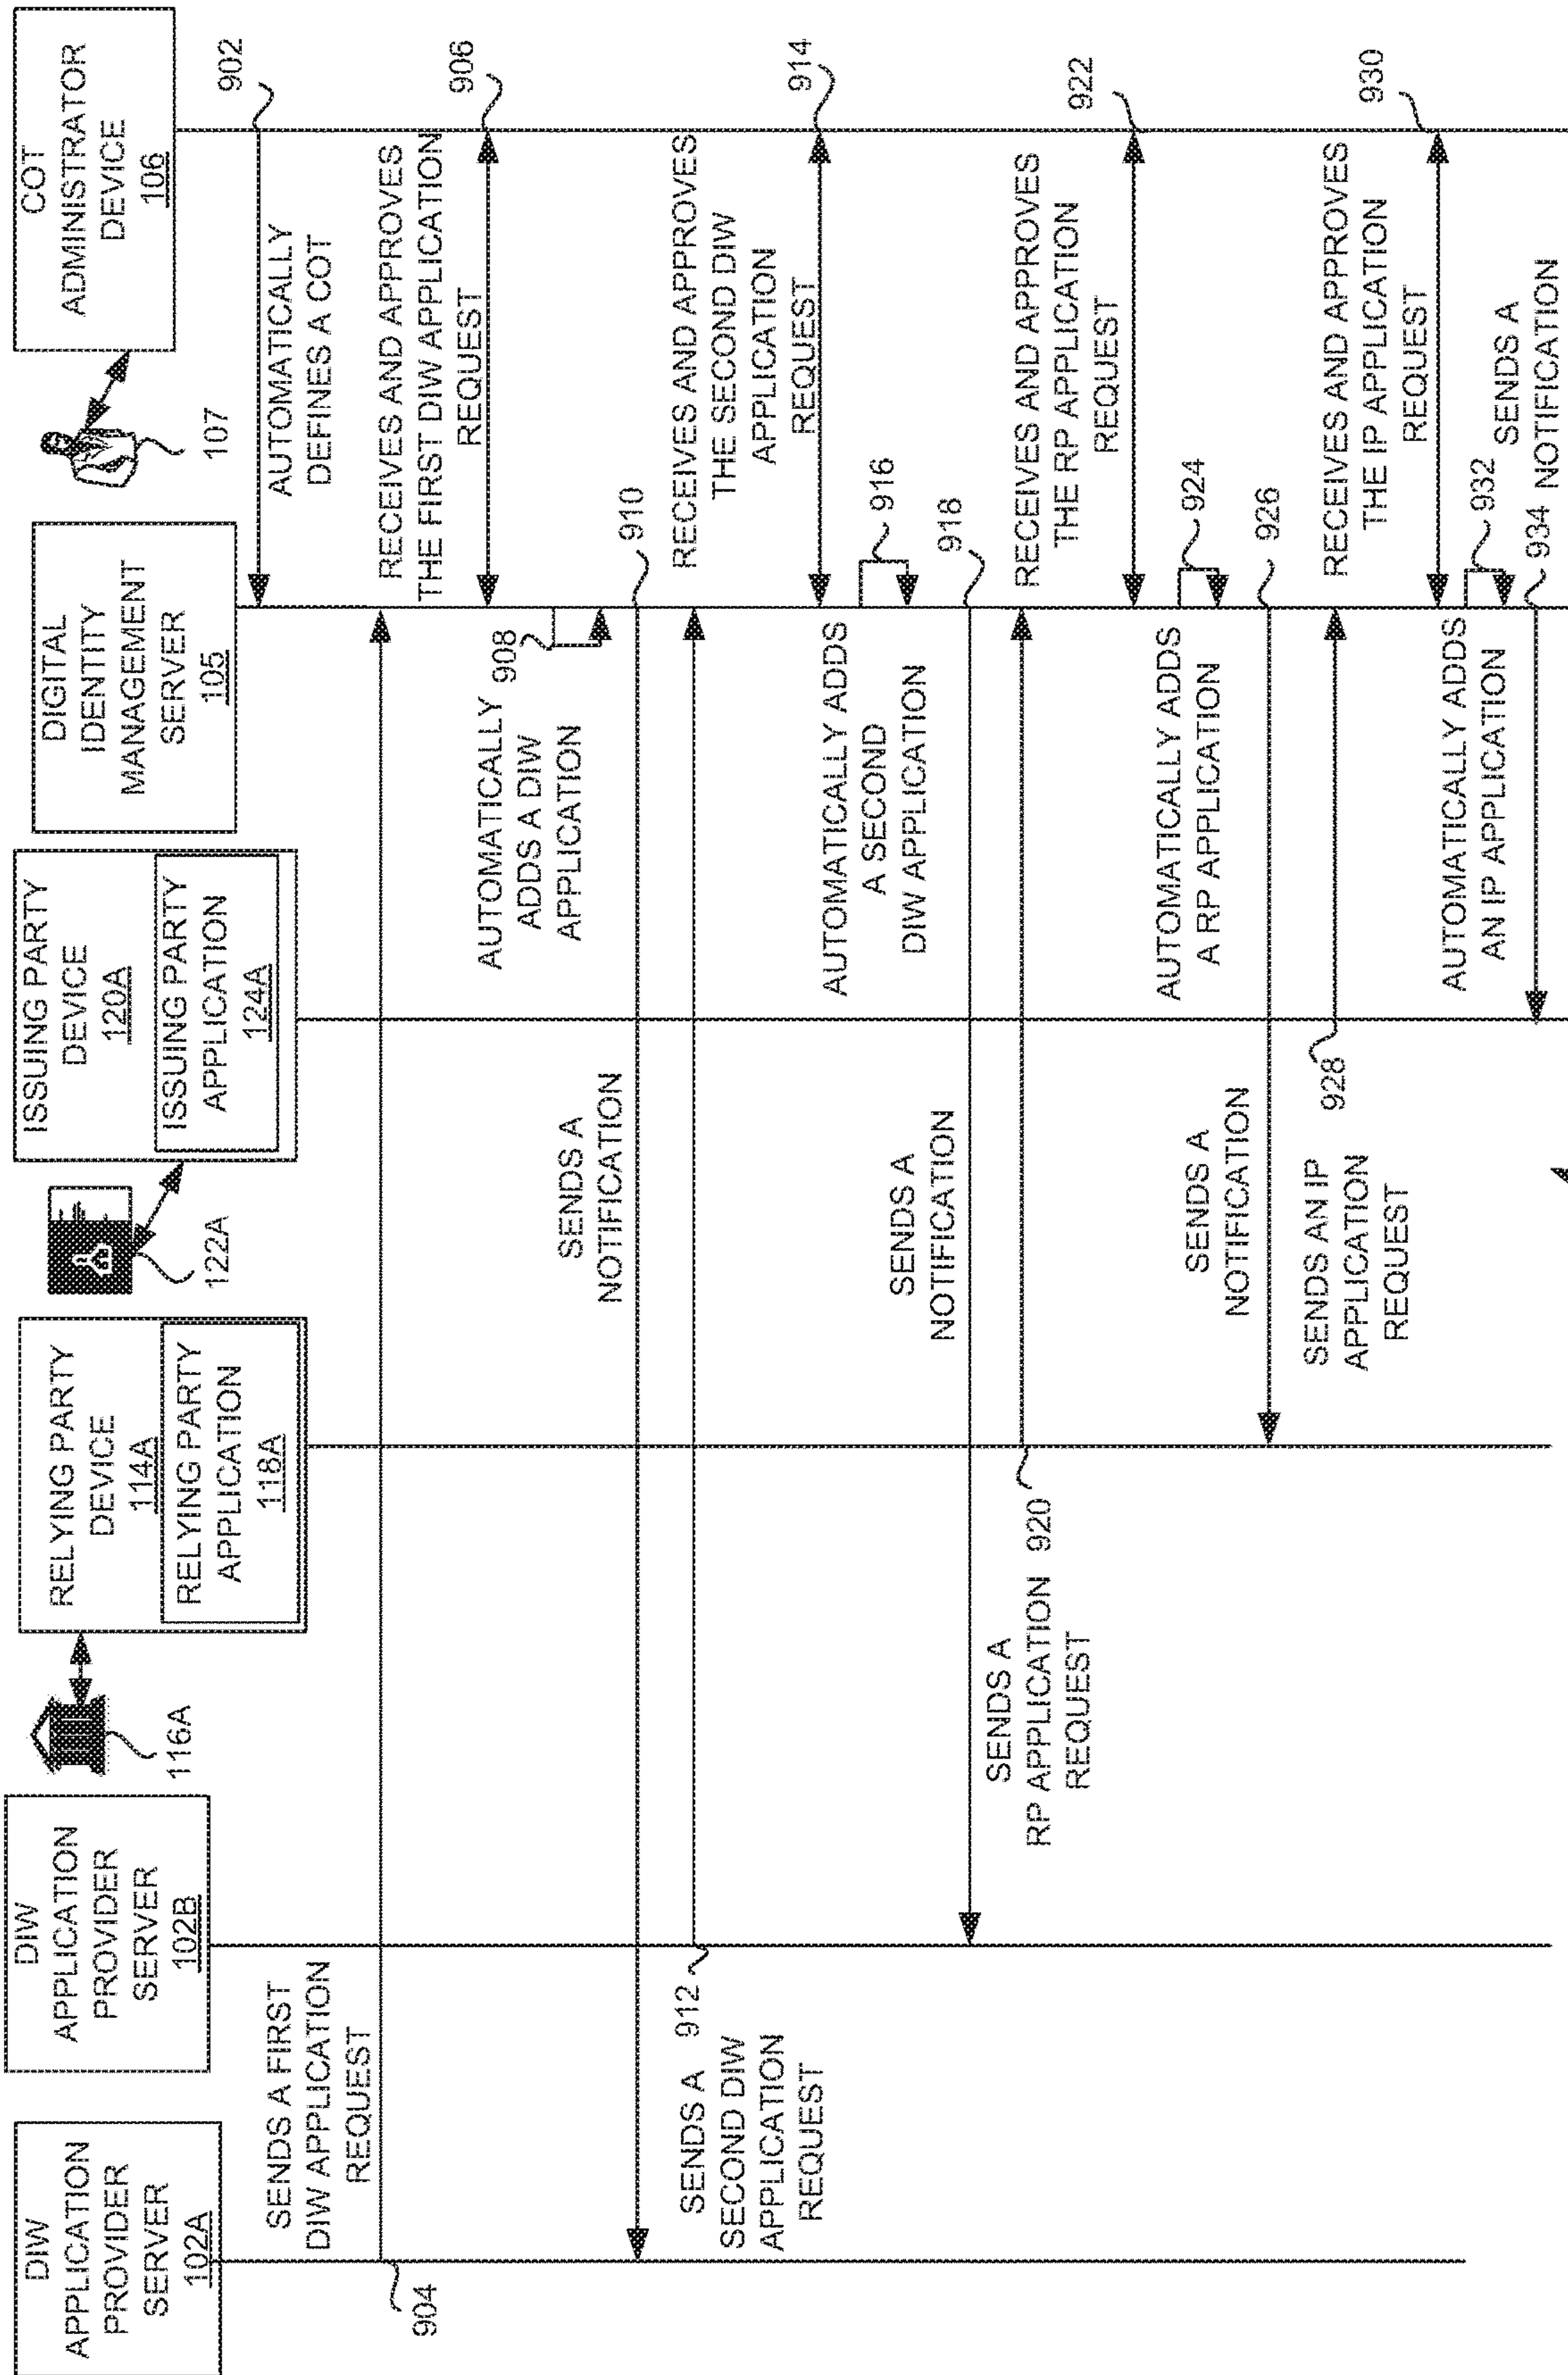 DIW
APPLICATION
PROVIDER
SERVER
102A
DIW
APPLICATION
PROVIDER
SERVER
102B
116A
RELYING PARTY
DEVICE
114A
RELYING PARTY
APPLICATION
118A
122A
ISSUING PARTY
DEVICE
120A
ISSUING PARTY
APPLICATION
124A
DIGITAL
IDENTITY
MANAGEMENT
SERVER
105
107
COT
ADMINISTRATOR
DEVICE
106
902
AUTOMATICALLY
DEFINES A COT
904
SENDS A FIRST
DIW APPLICATION
REQUEST
RECEIVES AND APPROVES
THE FIRST DIW APPLICATION
REQUEST
906
AUTOMATICALLY 908
ADDS A DIW
APPLICATION
SENDS A
NOTIFICATION
910
SENDS A 912
SECOND DIW
APPLICATION
REQUEST
RECEIVES AND APPROVES
THE SECOND DIW
APPLICATION
REQUEST
914
AUTOMATICALLY ADDS
A SECOND
DIW APPLICATION
916
SENDS A
NOTIFICATION
918
SENDS A
RP APPLICATION 920
REQUEST
RECEIVES AND APPROVES
THE RP APPLICATION
REQUEST
922
AUTOMATICALLY ADDS
A RP APPLICATION
924
SENDS A
NOTIFICATION
926
SENDS AN IP
APPLICATION
REQUEST
928
RECEIVES AND APPROVES
THE IP APPLICATION
REQUEST
930
AUTOMATICALLY ADDS
AN IP APPLICATION
932
SENDS A
934 NOTIFICATION